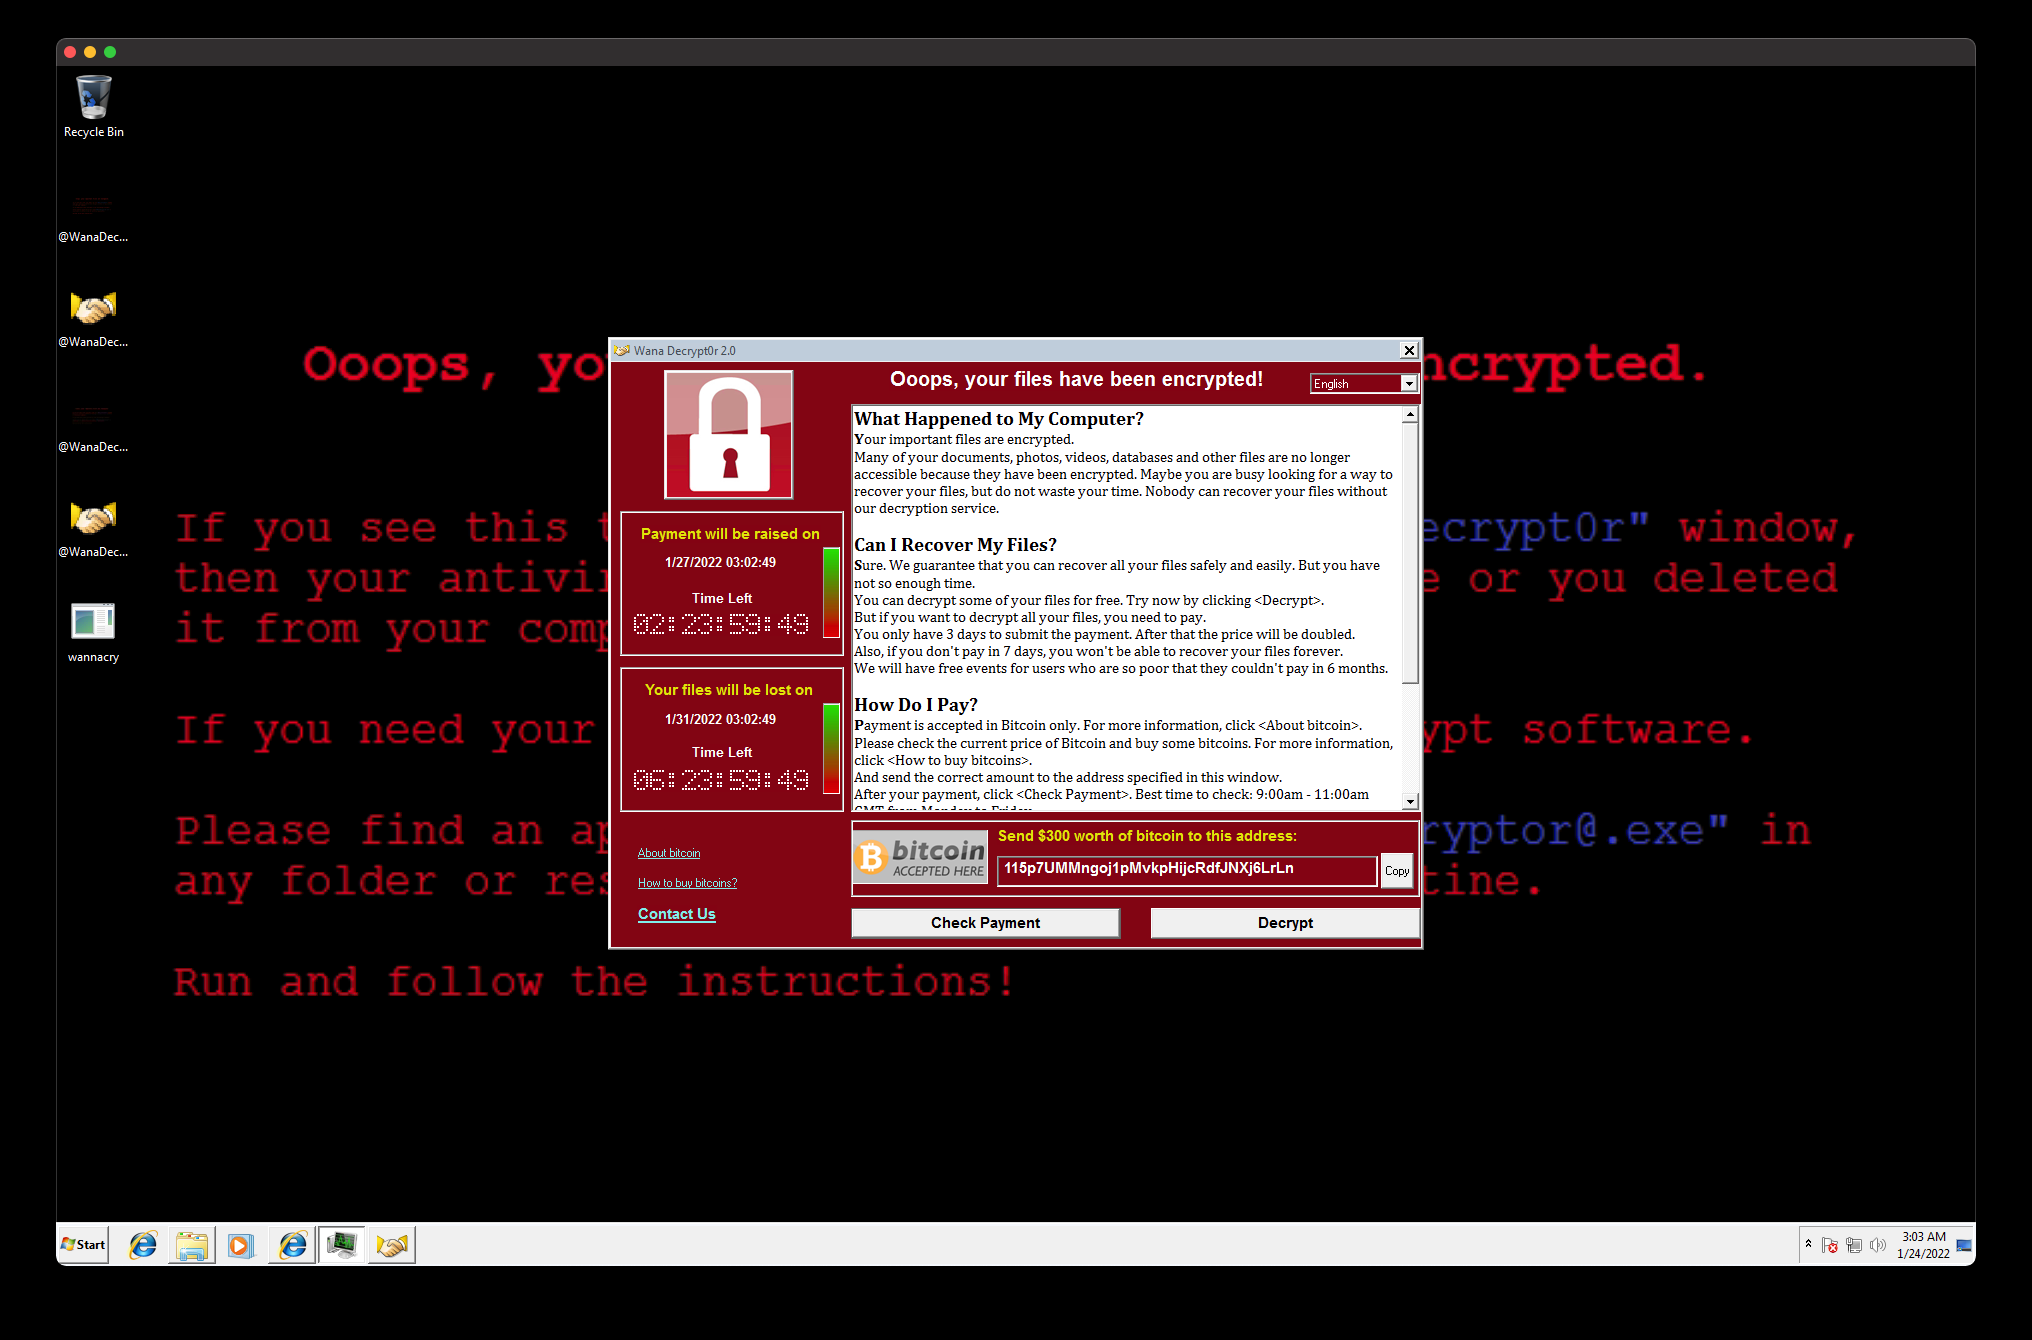 Recycle Bin
@WanaDec...
@WanaDec...
@WanaDec...
@WanaDec...
wannacry
Ooops, yo
ncrypted.
If you see this t
ecrypt0r" window,
then your antivir
e or you deleted
it from your comp
If you need your
ypt software.
Please find an ap
ryptor@.exe" in
any folder or res
tine.
Run and follow the instructions!
Wana Decrypt0r 2.0
Ooops, your files have been encrypted!
English
Payment will be raised on
1/27/2022 03:02:49
Time Left
02:23:59:49
Your files will be lost on
1/31/2022 03:02:49
Time Left
06:23:59:49
About bitcoin
How to buy bitcoins?
Contact Us
What Happened to My Computer?
Your important files are encrypted.
Many of your documents, photos, videos, databases and other files are no longer
accessible because they have been encrypted. Maybe you are busy looking for a way to
recover your files, but do not waste your time. Nobody can recover your files without
our decryption service.
Can I Recover My Files?
Sure. We guarantee that you can recover all your files safely and easily. But you have
not so enough time.
You can decrypt some of your files for free. Try now by clicking <Decrypt>.
But if you want to decrypt all your files, you need to pay.
You only have 3 days to submit the payment. After that the price will be doubled.
Also, if you don't pay in 7 days, you won't be able to recover your files forever.
We will have free events for users who are so poor that they couldn't pay in 6 months.
How Do I Pay?
Payment is accepted in Bitcoin only. For more information, click <About bitcoin>.
Please check the current price of Bitcoin and buy some bitcoins. For more information,
click <How to buy bitcoins>.
And send the correct amount to the address specified in this window.
After your payment, click <Check Payment>. Best time to check: 9:00am - 11:00am
GMT from Monday to Friday.
bitcoin
ACCEPTED HERE
Send $300 worth of bitcoin to this address:
115p7UMMngoj1pMvkpHijcRdfJNXj6LrLn
Copy
Check Payment
Decrypt
Start
3:03 AM
1/24/2022